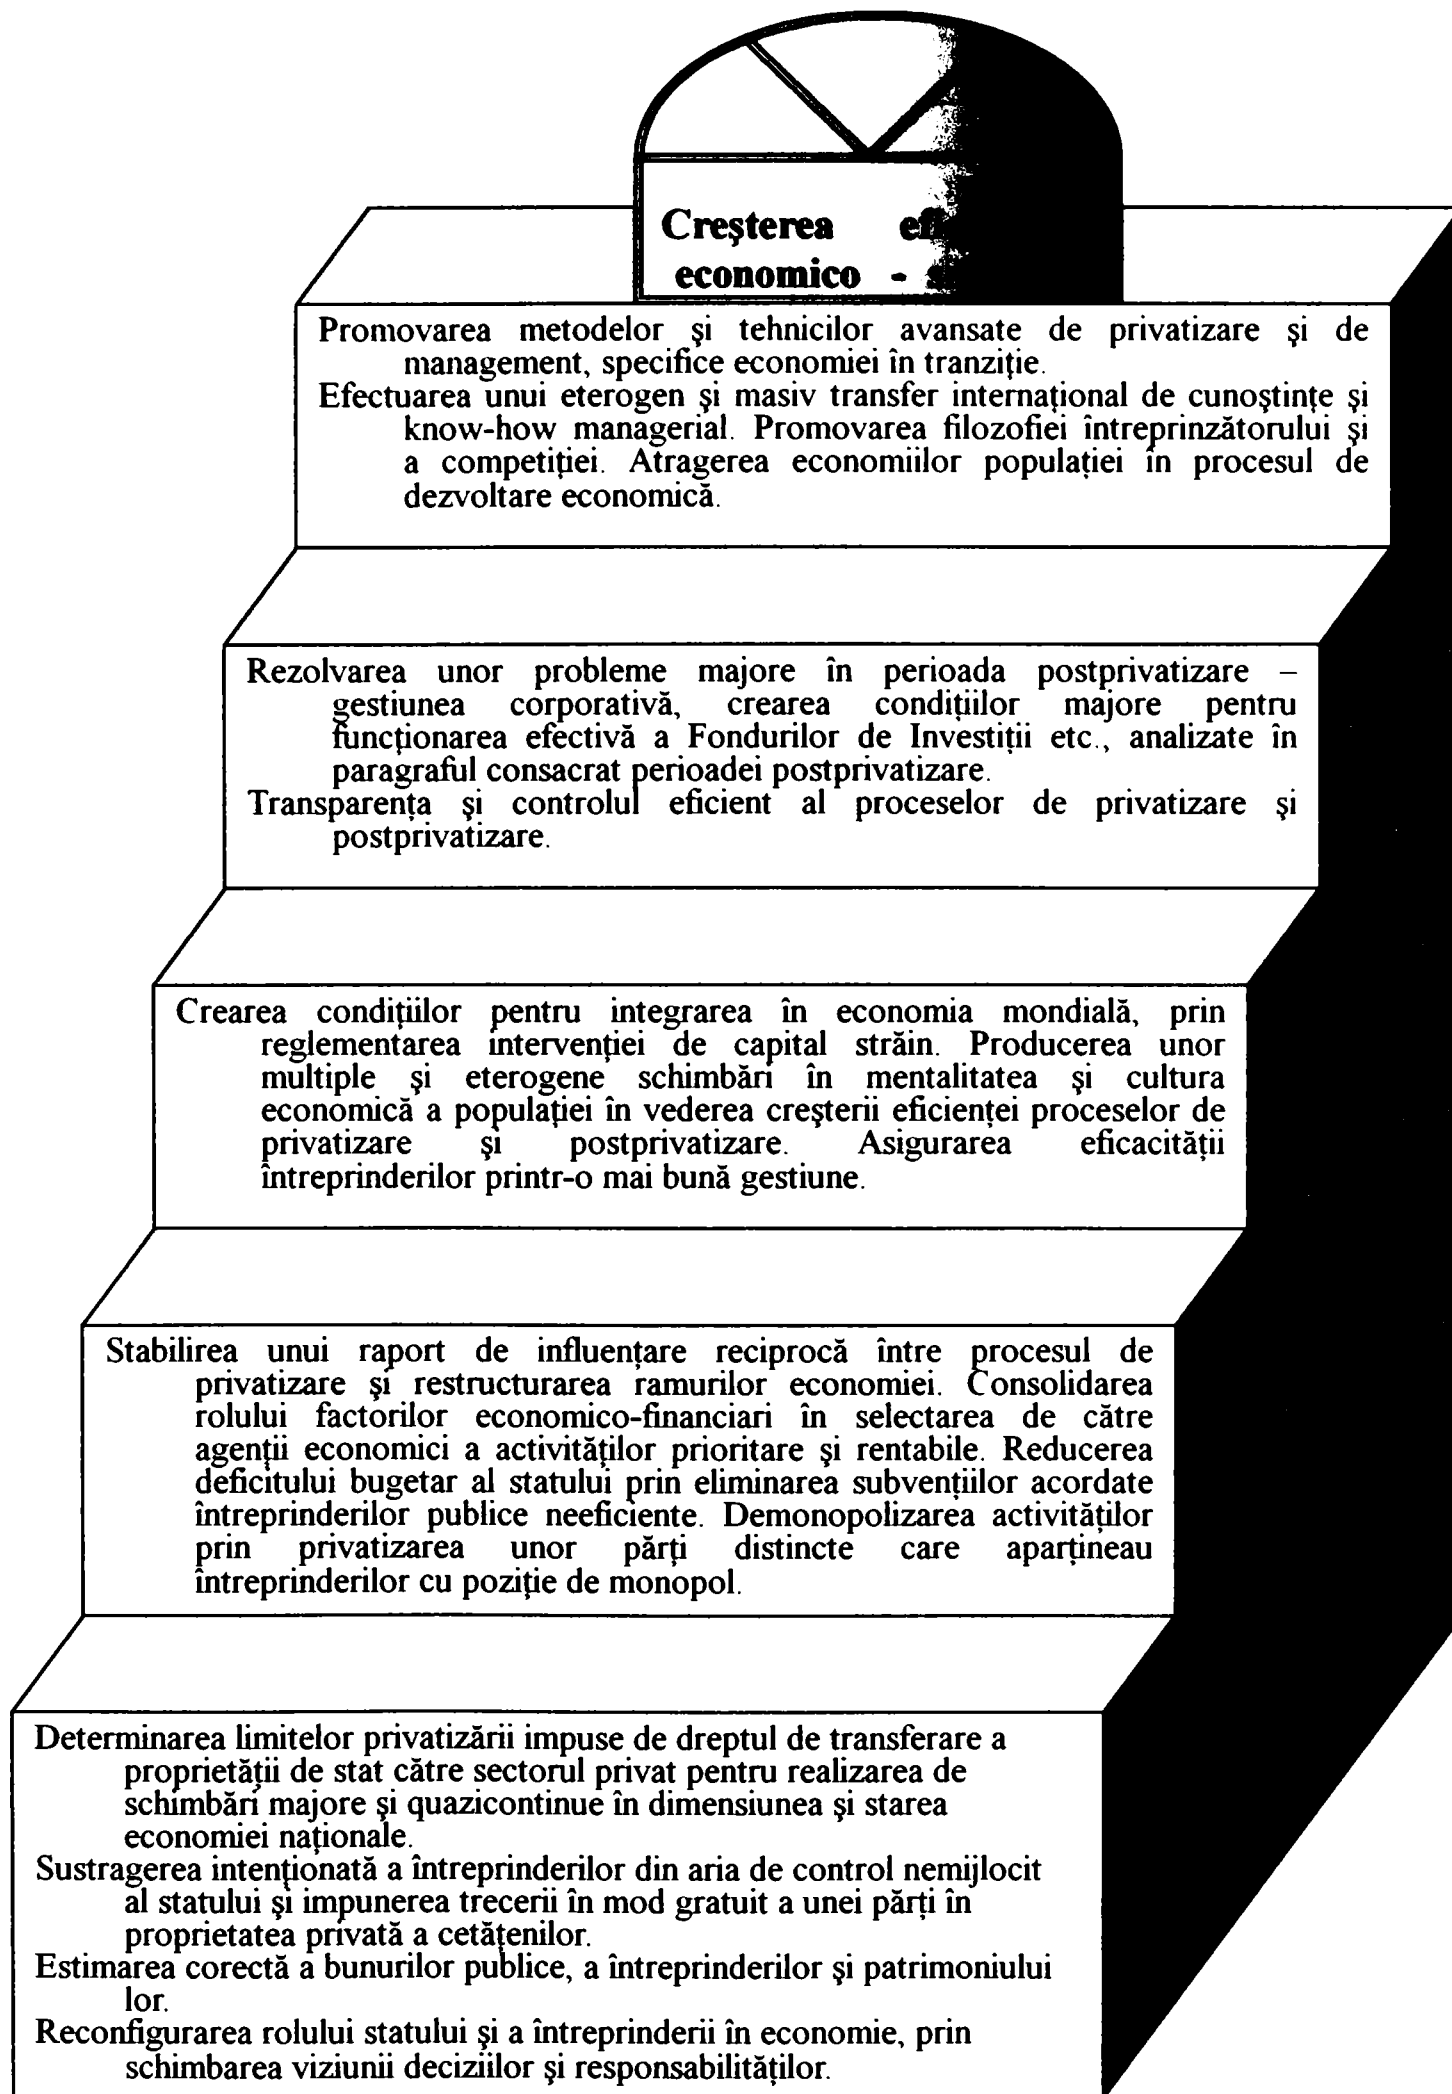 Creşterea
economico -
Promovarea metodelor şi tehnicilor avansate de privatizare şi de
management, specifice economiei în tranziţie.
Efectuarea unui eterogen şi masiv transfer internaţional de cunoştinţe şi
know-how managerial. Promovarea filozofiei întreprinzătorului şi
a competiţiei. Atragerea economiilor populaţiei în procesul de
dezvoltare economică.
Rezolvarea unor probleme majore în perioada postprivatizare –
gestiunea corporativă, crearea condiţiilor majore pentru
funcţionarea efectivă a Fondurilor de Investiţii etc., analizate în
paragraful consacrat perioadei postprivatizare.
Transparenţa şi controlul eficient al proceselor de privatizare şi
postprivatizare.
Crearea condiţiilor pentru integrarea în economia mondială, prin
reglementarea intervenţiei de capital străin. Producerea unor
multiple şi eterogene schimbări în mentalitatea şi cultura
economică a populaţiei în vederea creşterii eficienţei proceselor de
privatizare şi postprivatizare. Asigurarea eficacităţii
întreprinderilor printr-o mai bună gestiune.
Stabilirea unui raport de influenţare reciprocă între procesul de
privatizare şi restructurarea ramurilor economiei. Consolidarea
rolului factorilor economico-financiari în selectarea de către
agenţii economici a activităţilor prioritare şi rentabile. Reducerea
deficitului bugetar al statului prin eliminarea subvenţiilor acordate
întreprinderilor publice neeficiente. Demonopolizarea activităţilor
prin privatizarea unor părţi distincte care aparţineau
întreprinderilor cu poziţie de monopol.
Determinarea limitelor privatizării impuse de dreptul de transferare a
proprietăţii de stat către sectorul privat pentru realizarea de
schimbări majore şi quazicontinue în dimensiunea şi starea
economiei naţionale.
Sustragerea intenţionată a întreprinderilor din aria de control nemijlocit
al statului şi impunerea trecerii în mod gratuit a unei părţi în
proprietatea privată a cetăţenilor.
Estimarea corectă a bunurilor publice, a întreprinderilor şi patrimoniului
lor.
Reconfigurarea rolului statului şi a întreprinderii în economie, prin
schimbarea viziunii deciziilor şi responsabilităţilor.